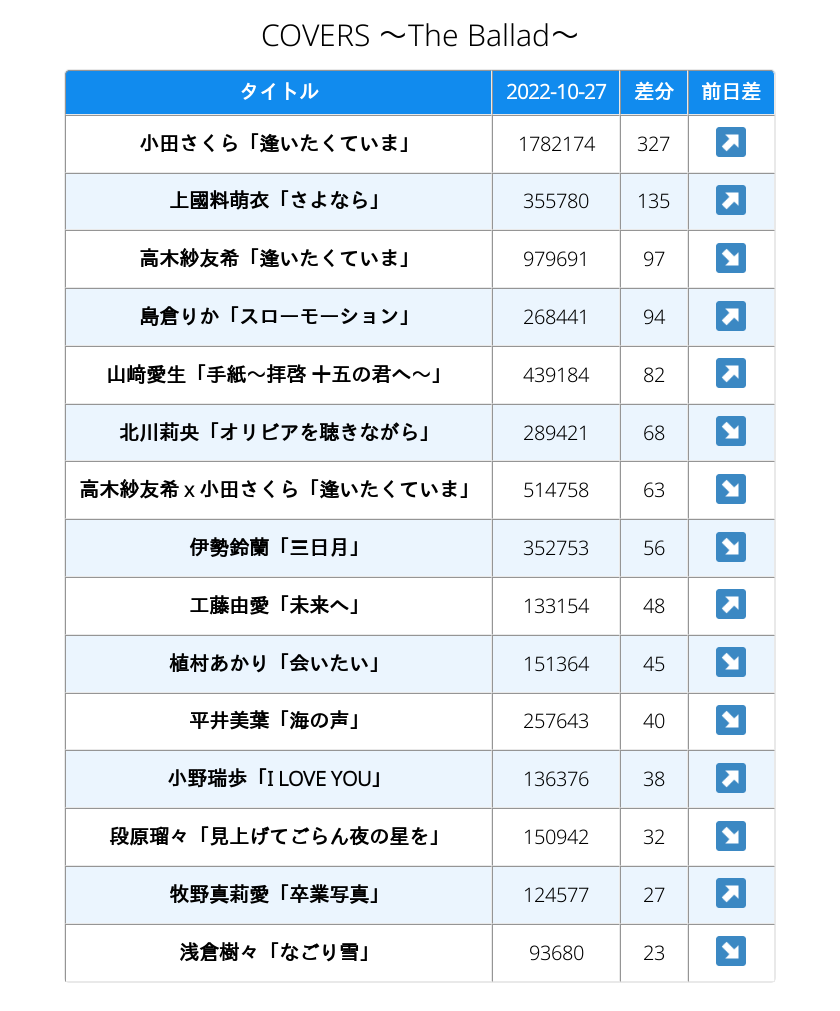 COVERS ～The Ballad～
タイトル 2022-10-27 差分 前日差
小田さくら「逢いたくていま」 1782174 327 ↗
上國料萌衣「さよなら」 355780 135 ↗
高木紗友希「逢いたくていま」 979691 97 ↘
島倉りか「スローモーション」 268441 94 ↗
山﨑愛生「手紙～拝啓 十五の君へ～」 439184 82 ↗
北川莉央「オリビアを聴きながら」 289421 68 ↘
高木紗友希 x 小田さくら「逢いたくていま」 514758 63 ↘
伊勢鈴蘭「三日月」 352753 56 ↘
工藤由愛「未来へ」 133154 48 ↗
植村あかり「会いたい」 151364 45 ↘
平井美葉「海の声」 257643 40 ↘
小野瑞歩「I LOVE YOU」 136376 38 ↗
段原瑠々「見上げてごらん夜の星を」 150942 32 ↘
牧野真莉愛「卒業写真」 124577 27 ↗
浅倉樹々「なごり雪」 93680 23 ↘